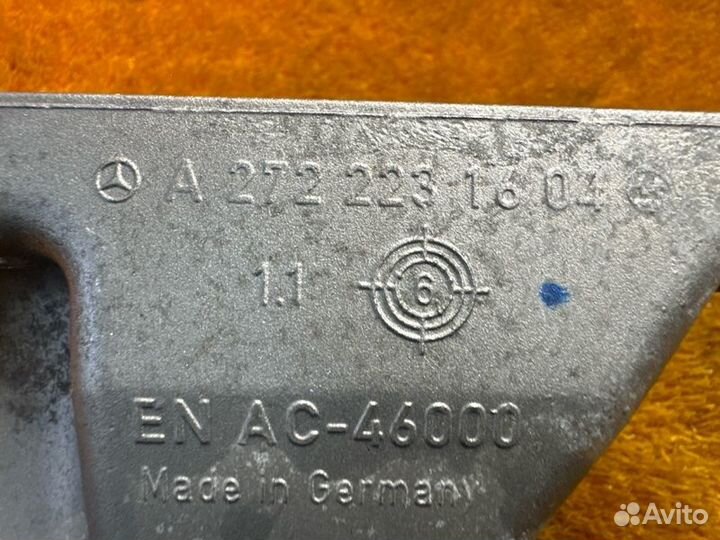 A 272 223 16 04
1.1 6
EN AC-46000
Made in Germany
Avito